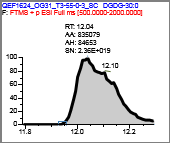 QEF1624_OG31_T3-55-0-3_SC DGDG-30:0
F: FTMS + p ESI Full ms [500.0000-2000.0000]
RT: 12.04
AA: 835079
AH: 84653
SN: 2.36E+019
12.10
100
80
60
40
20
0
11.8
12.0
12.2